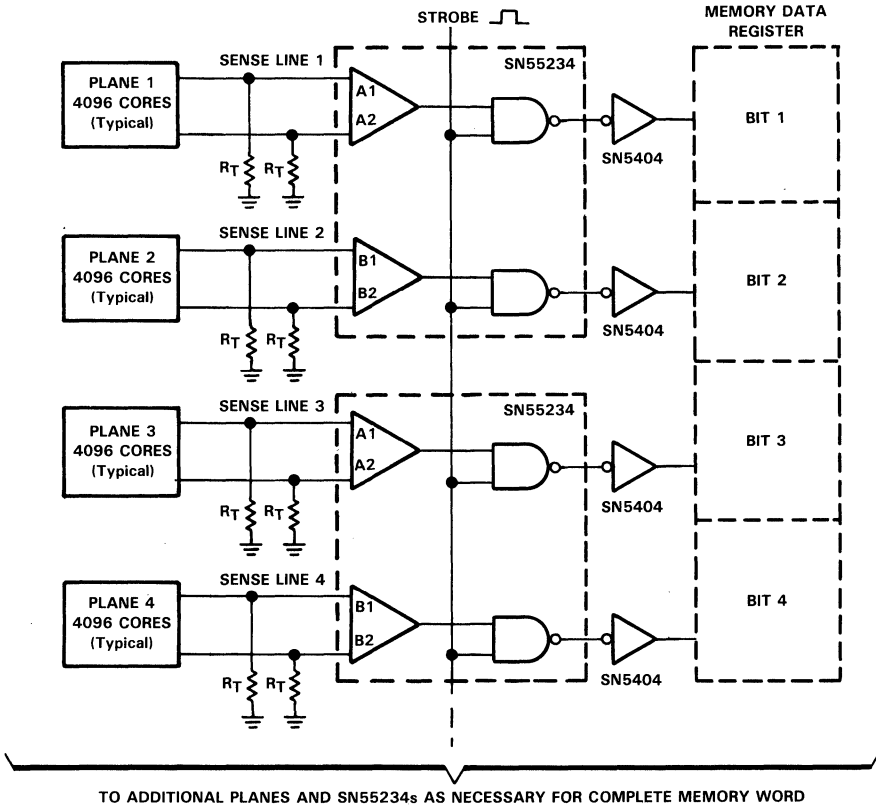 STROBE
MEMORY DATA
REGISTER
SENSE LINE 1
SN55234
PLANE 1
4096 CORES
(Typical)
A1
A2
BIT 1
RT
RT
SN5404
SENSE LINE 2
PLANE 2
4096 CORES
(Typical)
B1
B2
BIT 2
RT
RT
SN5404
SENSE LINE 3
SN55234
PLANE 3
4096 CORES
(Typical)
A1
A2
BIT 3
RT
RT
SN5404
SENSE LINE 4
PLANE 4
4096 CORES
(Typical)
B1
B2
BIT 4
RT
RT
SN5404
TO ADDITIONAL PLANES AND SN55234s AS NECESSARY FOR COMPLETE MEMORY WORD